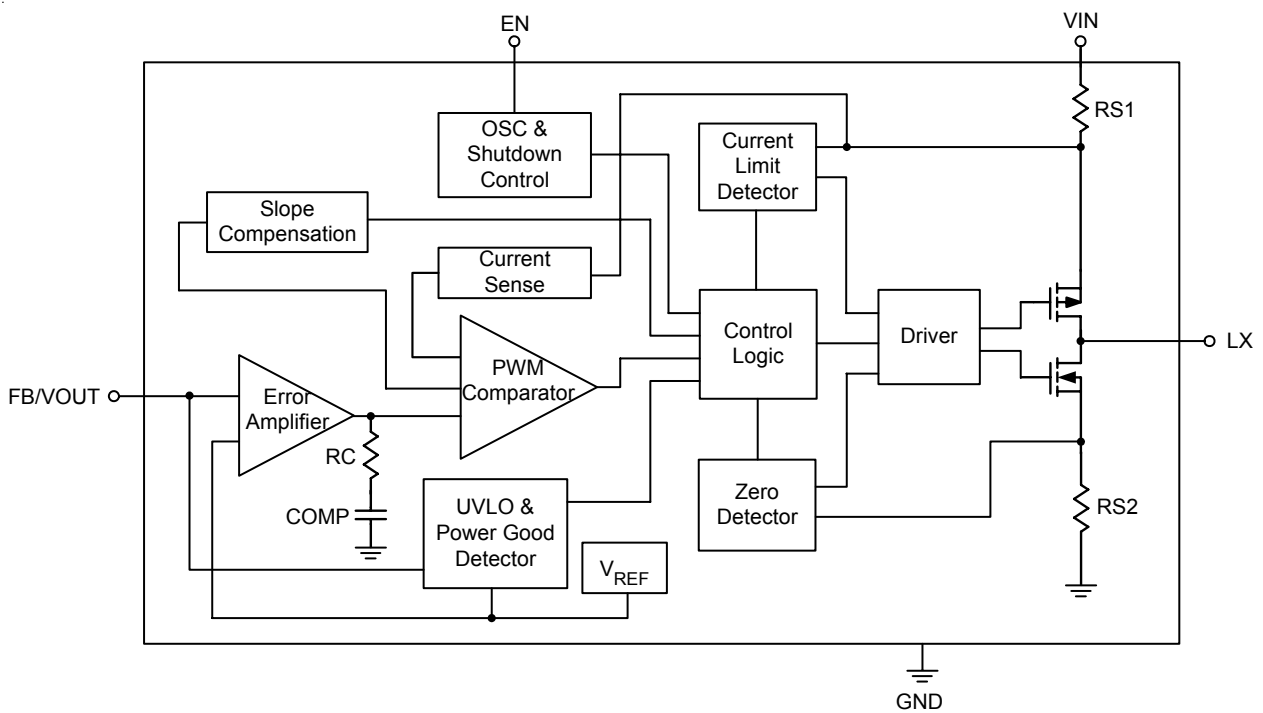 EN
VIN
OSC &
Shutdown
Control
Current
Limit
Detector
RS1
Slope
Compensation
Current
Sense
Control
Logic
Driver
LX
PWM
Comparator
FB/VOUT
Error
Amplifier
RC
COMP
UVLO &
Power Good
Detector
VREF
Zero
Detector
RS2
GND